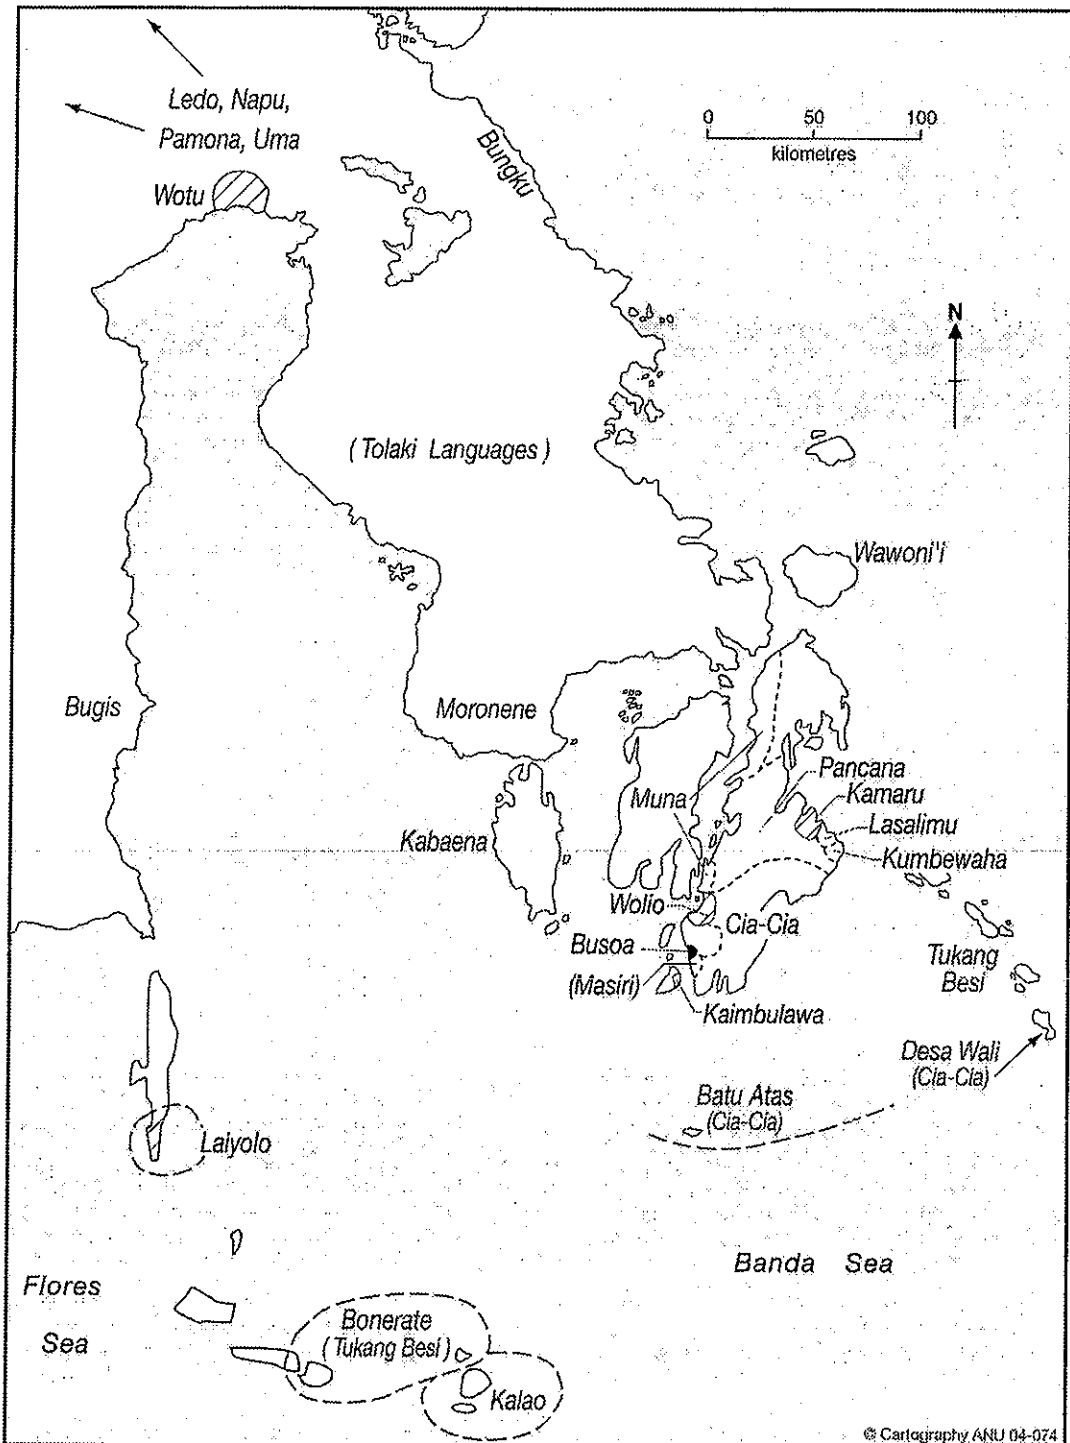 Ledo, Napu,
Pamona, Uma
0 50 100
kilometres
Bungku
Wotu
N
(Tolaki Languages)
Wawoni'i
Bugis
Moronene
Pancana
Muna
Kamaru
Lasalimu
Kabaena
Kumbewaha
Wolio
Cia-Cia
Busoa
Tukang
Besi
(Masiri)
Kaimbulawa
Desa Wali
(Cia-Cia)
Batu Atas
(Cia-Cia)
Laiyolo
Banda Sea
Flores
Sea
Bonerate
(Tukang Besi)
Kalao
© Cartography ANU 04-074